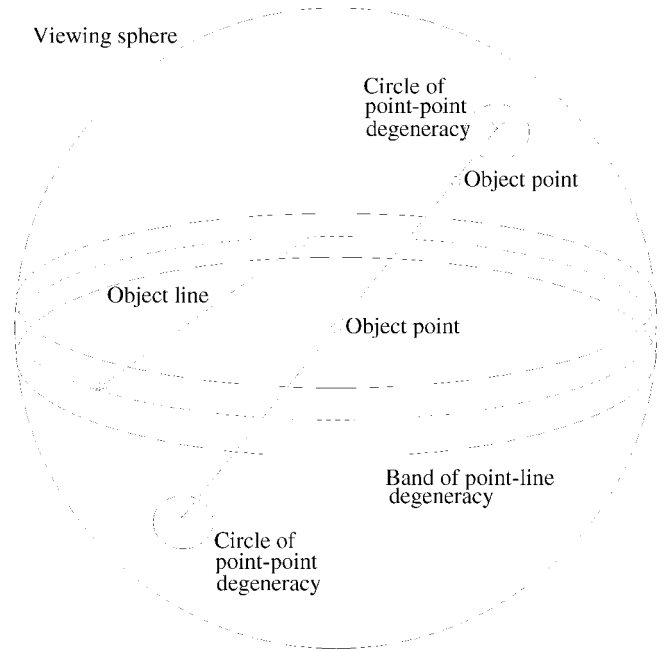 Viewing sphere
Circle of
point-point
degeneracy
Object point
Object line
Object point
Band of point-line
degeneracy
Circle of
point-point
degeneracy